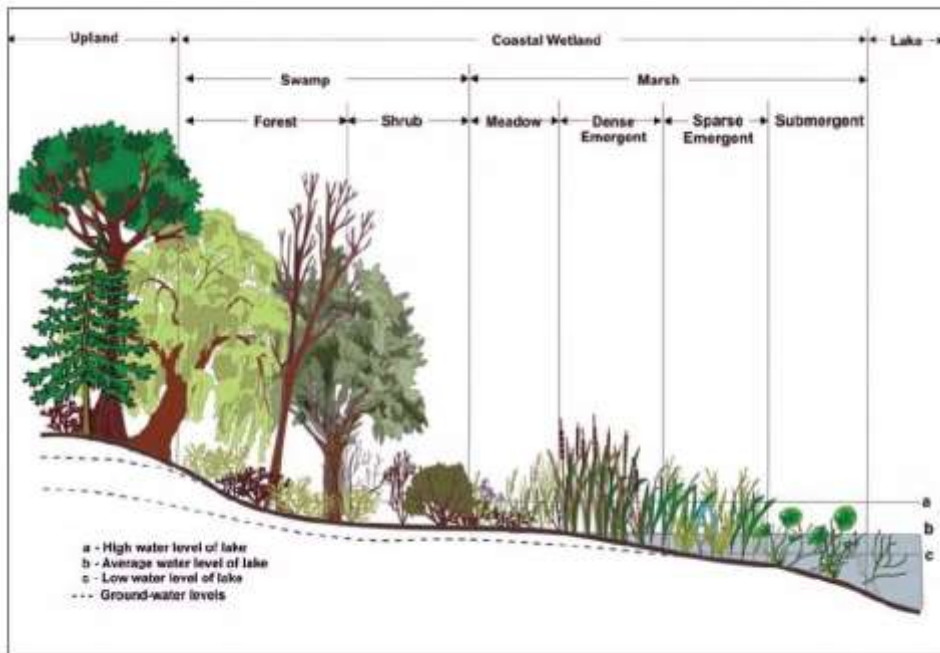 Upland Coastal Wetland Lake
Swamp Marsh
Forest Shrub Meadow Dense Emergent Sparse Emergent Submergent
a
b
c
a - High water level of lake
b - Average water level of lake
c - Low water level of lake
--- Ground-water levels